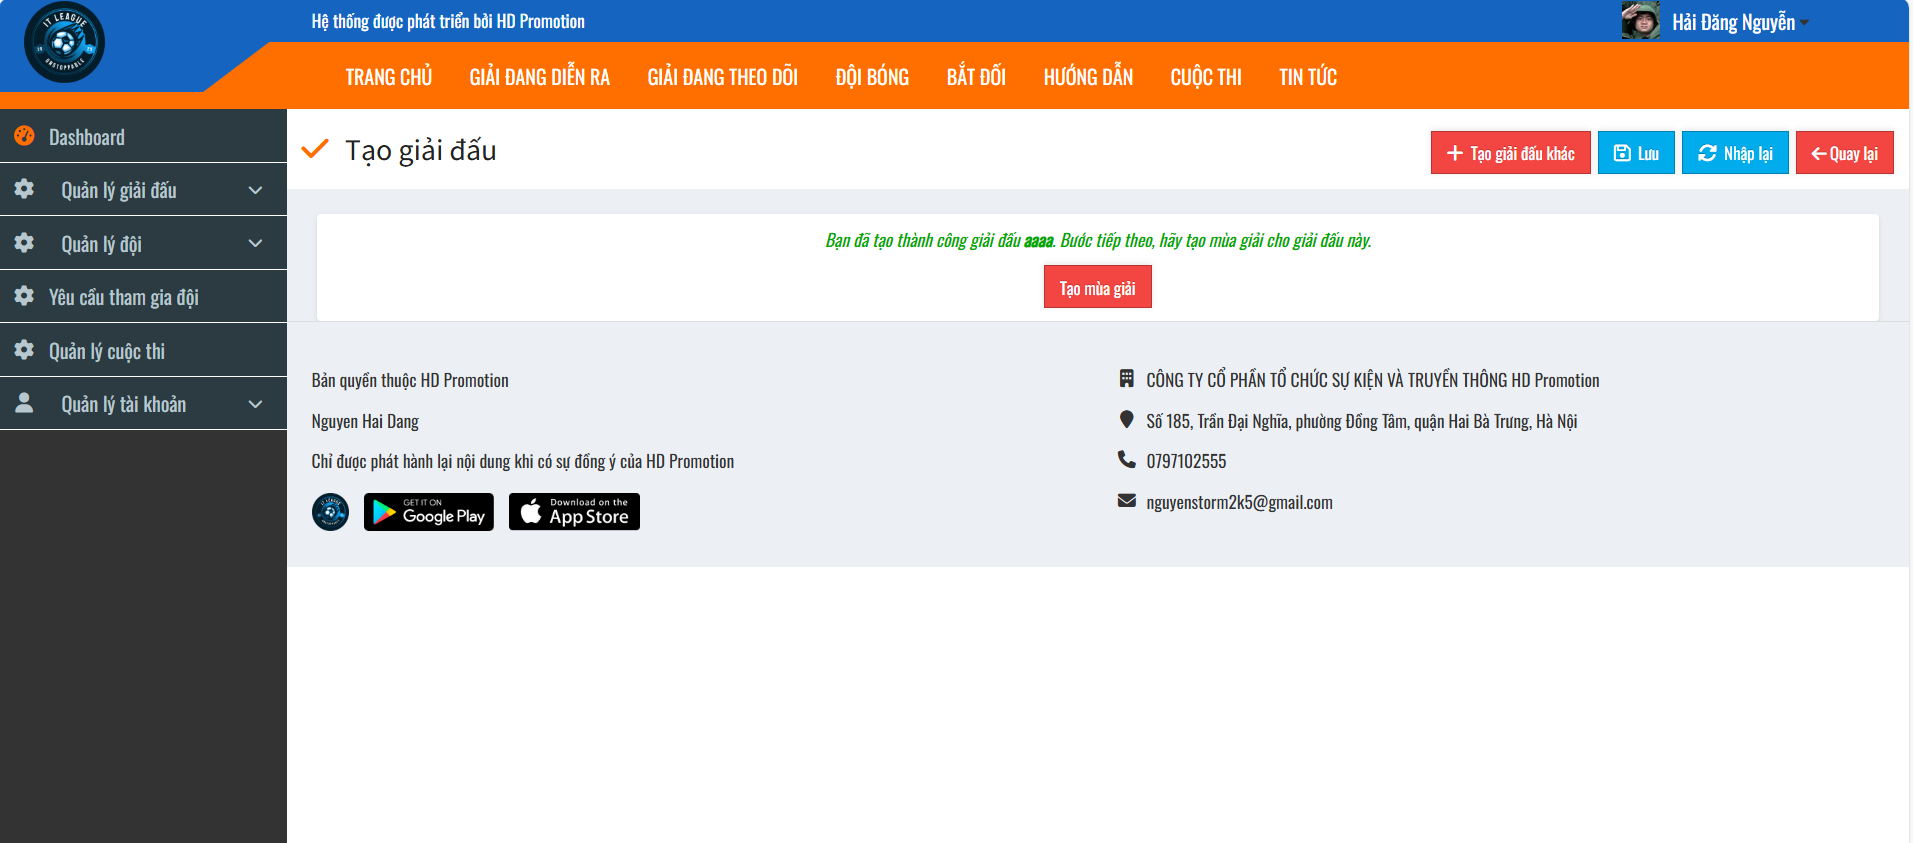 IT LEAGUE
UNSTOPPABLE
Hệ thống được phát triển bởi HD Promotion
Hải Đăng Nguyễn
TRANG CHỦ
GIẢI ĐANG DIỄN RA
GIẢI ĐANG THEO DÕI
ĐỘI BÓNG
BẮT ĐỐI
HƯỚNG DẪN
CUỘC THI
TIN TỨC
Dashboard
Quản lý giải đấu
Quản lý đội
Yêu cầu tham gia đội
Quản lý cuộc thi
Quản lý tài khoản
Tạo giải đấu
Tạo giải đấu khác
Lưu
Nhập lại
Quay lại
Bạn đã tạo thành công giải đấu aaaa. Bước tiếp theo, hãy tạo mùa giải cho giải đấu này.
Tạo mùa giải
Bản quyền thuộc HD Promotion
Nguyen Hai Dang
Chỉ được phát hành lại nội dung khi có sự đồng ý của HD Promotion
GET IT ON
Google Play
Download on the
App Store
CÔNG TY CỔ PHẦN TỔ CHỨC SỰ KIỆN VÀ TRUYỀN THÔNG HD Promotion
Số 185, Trần Đại Nghĩa, phường Đồng Tâm, quận Hai Bà Trưng, Hà Nội
0797102555
nguyenstorm2k5@gmail.com